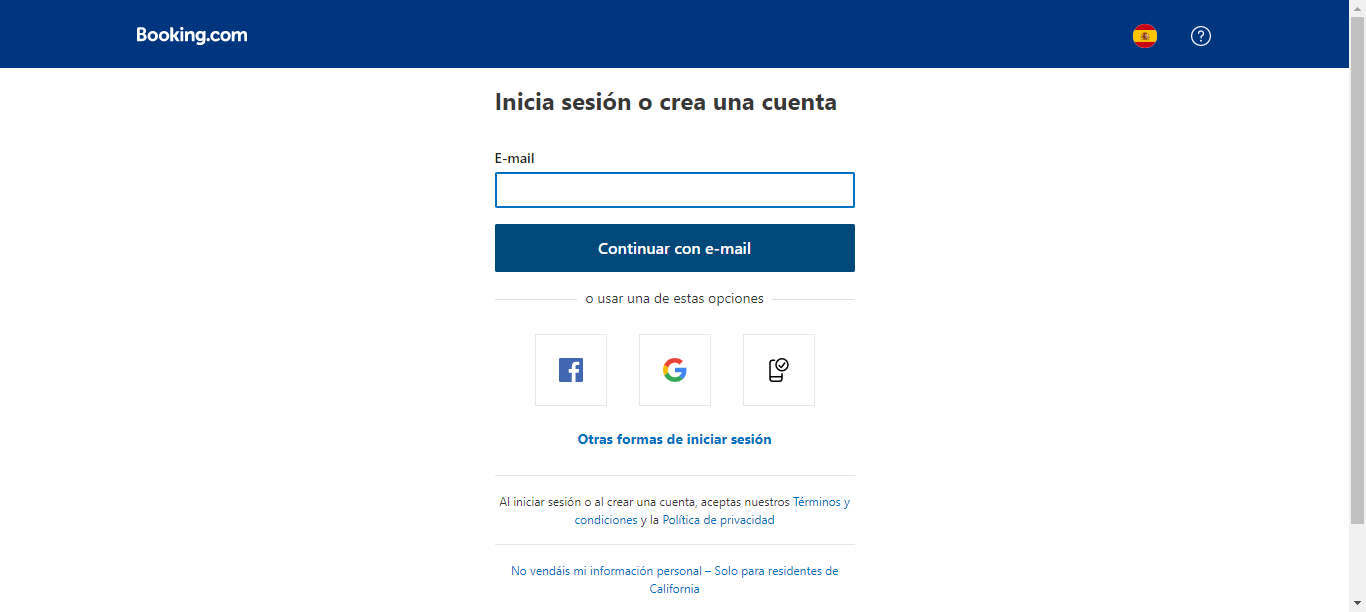 Booking.com
Inicia sesión o crea una cuenta
E-mail
Continuar con e-mail
o usar una de estas opciones
Otras formas de iniciar sesión
Al iniciar sesión o al crear una cuenta, aceptas nuestros Términos y
condiciones y la Política de privacidad
No vendáis mi información personal – Solo para residentes de
California